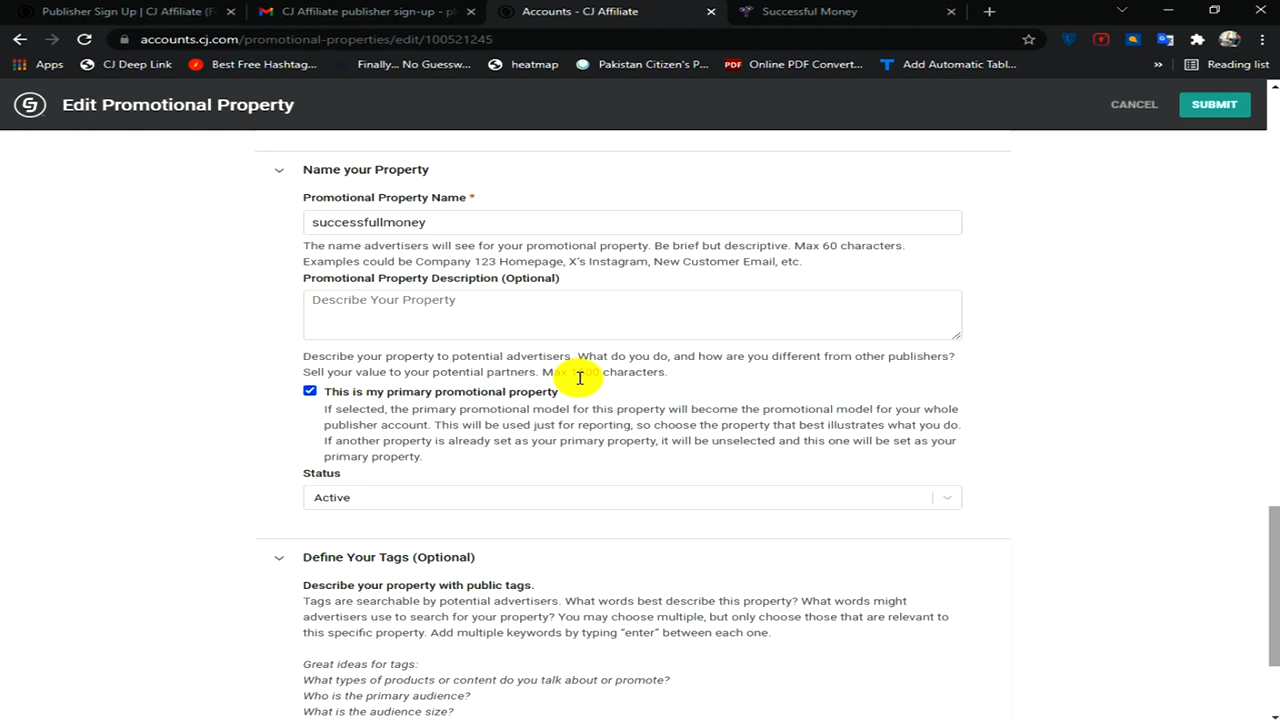 Publisher Sign Up | CJ Affiliate (F
CJ Affiliate publisher sign-up - p
Accounts - CJ Affiliate
Successful Money
accounts.cj.com/promotional-properties/edit/100521245
Apps
CJ Deep Link
Best Free Hashtag...
Finally... No Guessw...
heatmap
Pakistan Citizen's P...
PDF Online PDF Convert...
T Add Automatic Tabl...
»
Reading list
Edit Promotional Property
CANCEL
SUBMIT
Name your Property
Promotional Property Name *
successfullmoney
The name advertisers will see for your promotional property. Be brief but descriptive. Max 60 characters.
Examples could be Company 123 Homepage, X's Instagram, New Customer Email, etc.
Promotional Property Description (Optional)
Describe Your Property
Describe your property to potential advertisers. What do you do, and how are you different from other publishers?
Sell your value to your potential partners. Max characters.
This is my primary promotional property
If selected, the primary promotional model for this property will become the promotional model for your whole
publisher account. This will be used just for reporting, so choose the property that best illustrates what you do.
If another property is already set as your primary property, it will be unselected and this one will be set as your
primary property.
Status
Active
Define Your Tags (Optional)
Describe your property with public tags.
Tags are searchable by potential advertisers. What words best describe this property? What words might
advertisers use to search for your property? You may choose multiple, but only choose those that are relevant to
this specific property. Add multiple keywords by typing “enter” between each one.
Great ideas for tags:
What types of products or content do you talk about or promote?
Who is the primary audience?
What is the audience size?